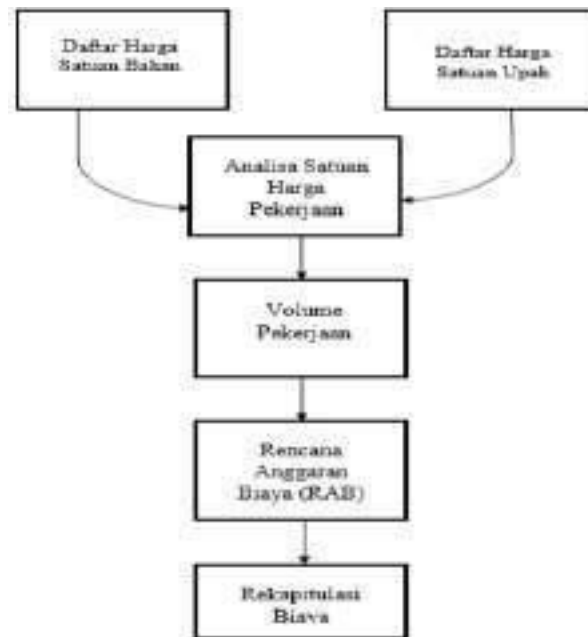 Daftar Harga
Satuan Bahan
Daftar Harga
Satuan Upah
Analisa Satuan
Harga
Pekerjaan
Volume
Pekerjaan
Rencana
Anggaran
Biaya (RAB)
Rekapitulasi
Biaya